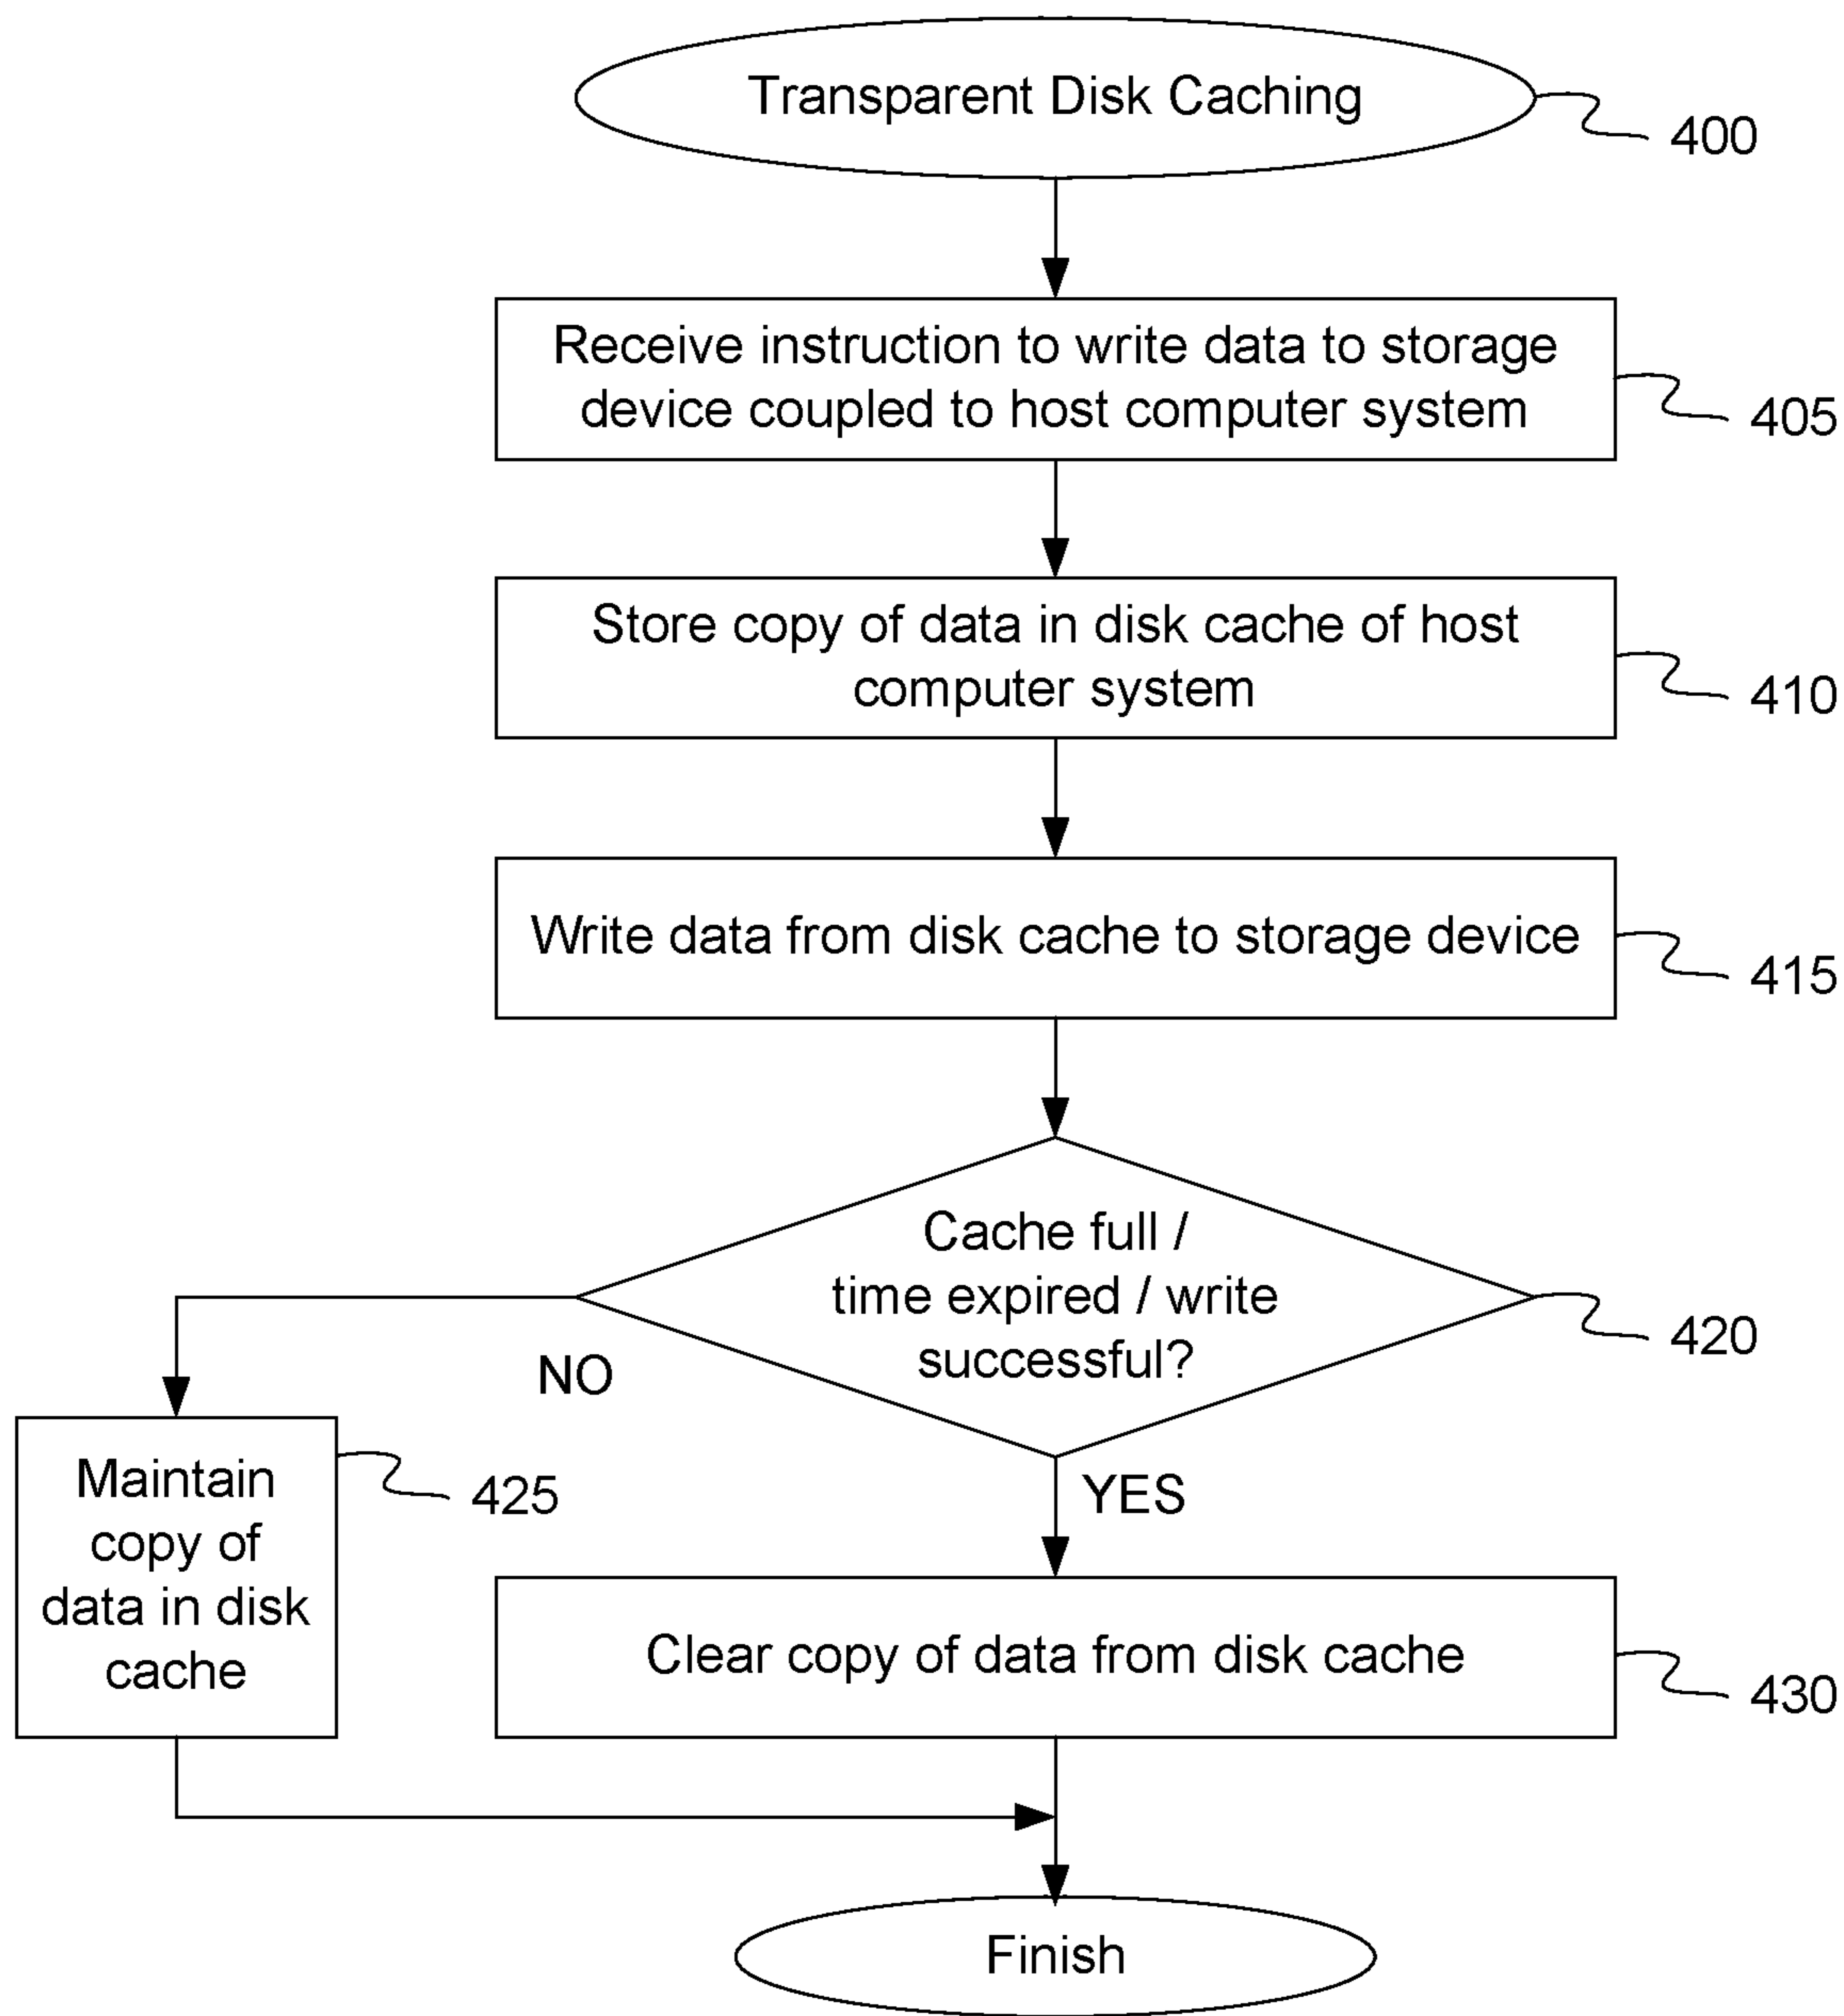 Transparent Disk Caching
400
Receive instruction to write data to storage
device coupled to host computer system
405
Store copy of data in disk cache of host
computer system
410
Write data from disk cache to storage device
415
Cache full /
time expired / write
successful?
420
NO
YES
Maintain
copy of
data in disk
cache
425
Clear copy of data from disk cache
430
Finish